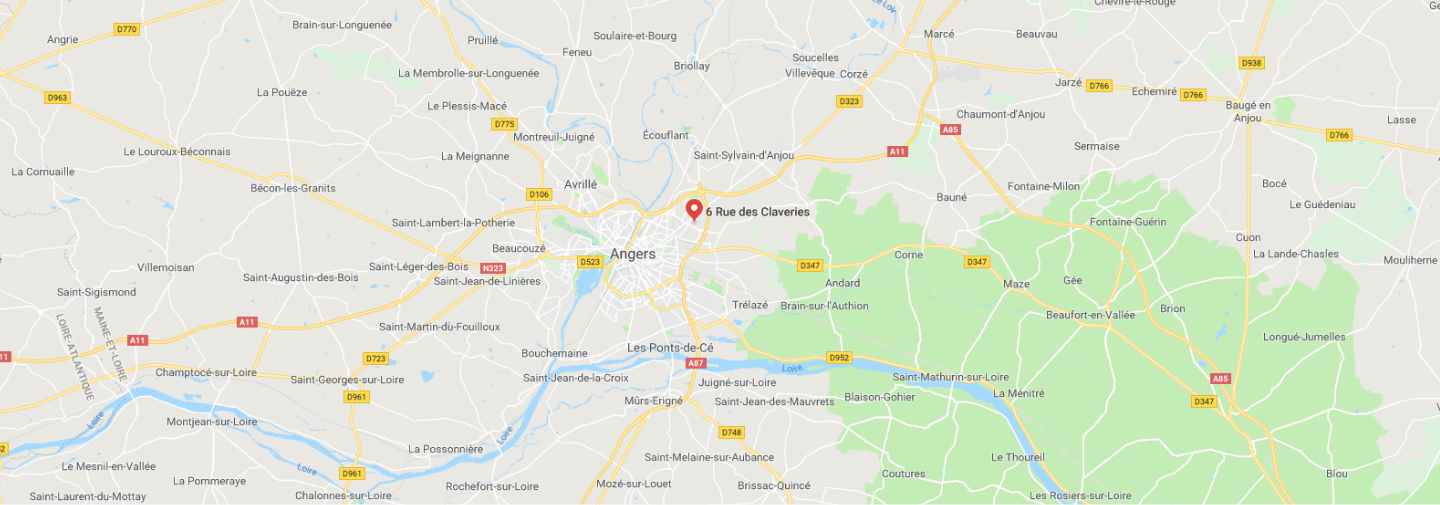 Cheviré-le-Rouge
le Loir
D770
Brain-sur-Longuenée
Angrie
Pruillé
Soulaire-et-Bourg
Marcé
Beauvau
Feneu
Soucelles
D938
Briollay
La Membrolle-sur-Longuenée
Villevêque
Corzé
Jarzé
D766
Echemiré
D766
La Pouëze
D963
Le Plessis-Macé
D323
Baugé en
Anjou
Chaumont-d'Anjou
Lasse
D775
Montreuil-Juigné
Écouflant
A85
D766
Le Louroux-Béconnais
La Meignanne
Saint-Sylvain-d'Anjou
A11
Sermaise
La Cornuaille
Bécon-les-Granits
D106
Avrillé
Fontaine-Milon
Bocé
Bauné
Le Guédeniau
6 Rue des Claveries
Saint-Lambert-la-Potherie
Fontaine-Guérin
Beaucouzé
Angers
Cuon
Corne
La Lande-Chasles
Mouliherne
Villemoisan
Saint-Léger-des-Bois
N323
D523
D347
D347
Saint-Augustin-des-Bois
Saint-Jean-de-Linières
Andard
Maze
Gée
Saint-Sigismond
Trélazé
Brain-sur-l'Authion
Brion
MAINE-ET-LOIRE
LOIRE-ATLANTIQUE
A11
Saint-Martin-du-Fouilloux
Beaufort-en-Vallée
Longué-Jumelles
A11
11
Bouchemaine
Les Ponts-de-Cé
D723
D952
A87
Loire
Champtocé-sur-Loire
Saint-Georges-sur-Loire
Saint-Jean-de-la-Croix
Juigné-sur-Loire
Saint-Mathurin-sur-Loire
A85
D961
Mûrs-Erigné
Saint-Jean-des-Mauvrets
Blaison-Gohier
La Ménitré
D347
Loire
Montjean-sur-Loire
D748
Loire
La Possonnière
Saint-Melaine-sur-Aubance
Le Thoureil
Le Mesnil-en-Vallée
Loire
D961
Coutures
Blou
La Pommeraye
Rochefort-sur-Loire
Mozé-sur-Louet
Brissac-Quincé
Saint-Laurent-du-Mottay
Chalonnes-sur-Loire
Les Rosiers-sur-Loire